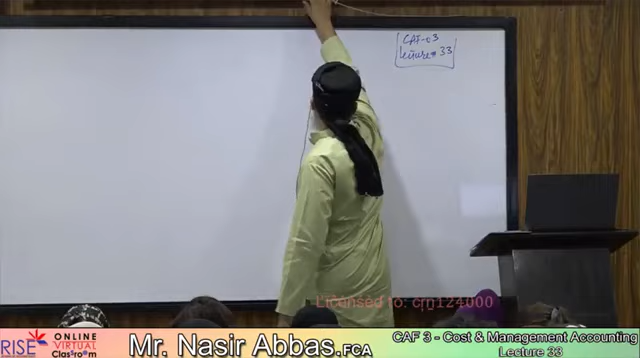 CAF-03
Lecture# 33
Licensed to: crn124000
RISE
ONLINE
VIRTUAL
Classroom
Mr. Nasir Abbas.FCA
CAF 3 - Cost & Management Accounting
Lecture 33